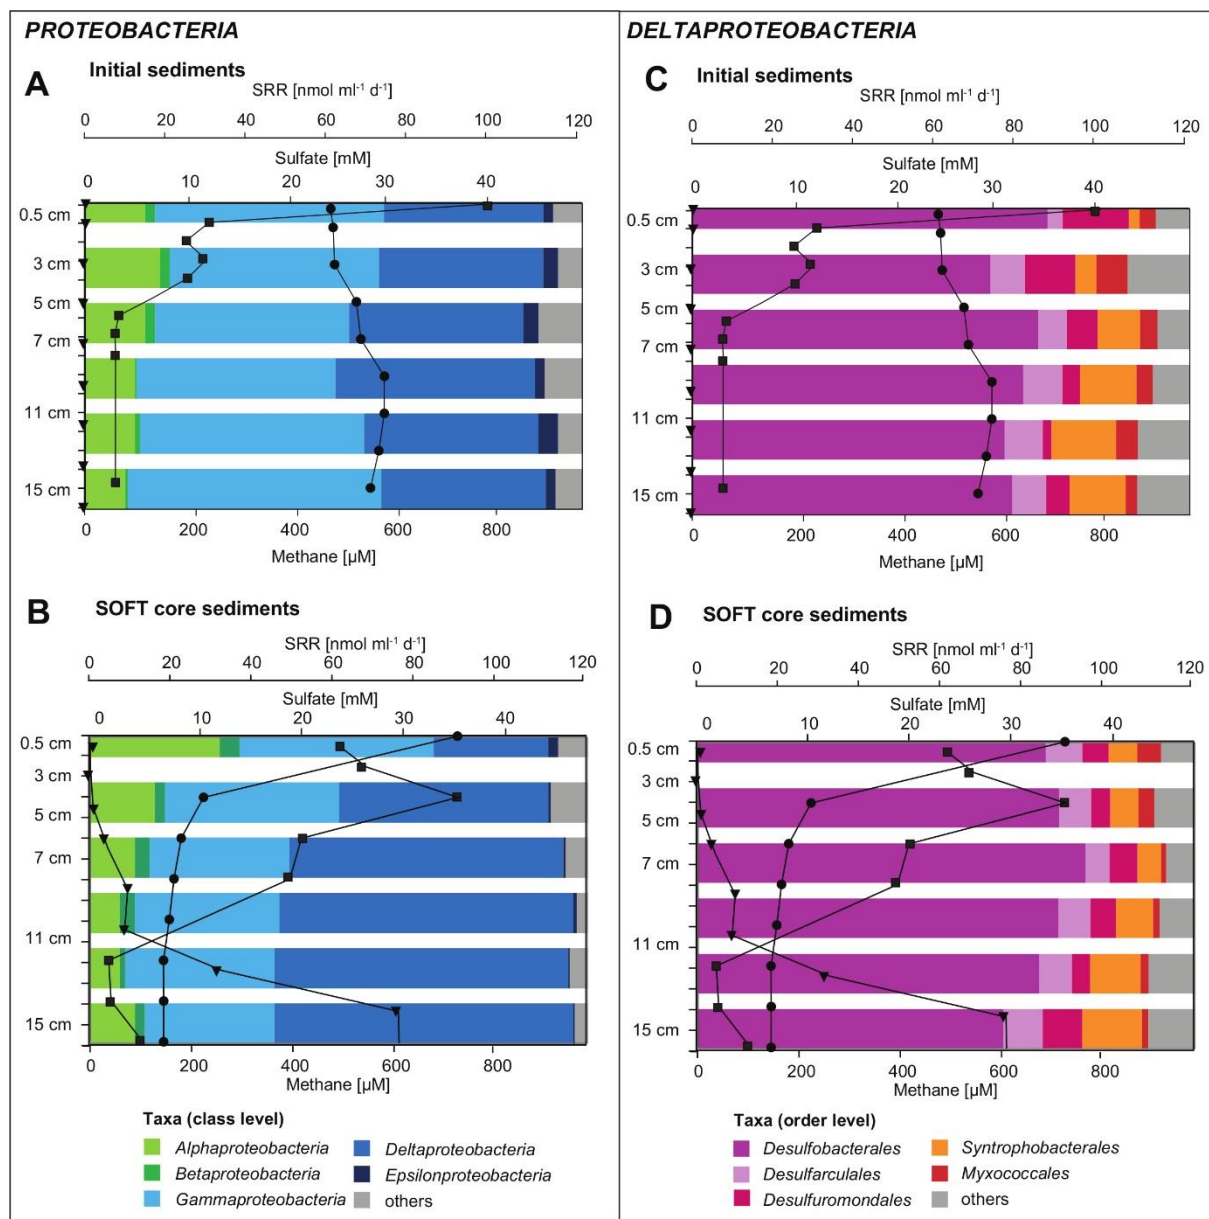 PROTEOBACTERIA
A Initial sediments
SRR [nmol ml⁻¹ d⁻¹]
0 20 40 60 80 100 120
Sulfate [mM]
0 10 20 30 40
0.5 cm
3 cm
5 cm
7 cm
11 cm
15 cm
0 200 400 600 800
Methane [µM]
B SOFT core sediments
SRR [nmol ml⁻¹ d⁻¹]
0 20 40 60 80 100 120
Sulfate [mM]
0 10 20 30 40
0.5 cm
3 cm
5 cm
7 cm
11 cm
15 cm
0 200 400 600 800
Methane [µM]
Taxa (class level)
Alphaproteobacteria Deltaproteobacteria
Betaproteobacteria Epsilonproteobacteria
Gammaproteobacteria others
DELTAPROTEOBACTERIA
C Initial sediments
SRR [nmol ml⁻¹ d⁻¹]
0 20 40 60 80 100 120
Sulfate [mM]
0 10 20 30 40
0.5 cm
3 cm
5 cm
7 cm
11 cm
15 cm
0 200 400 600 800
Methane [µM]
D SOFT core sediments
SRR [nmol ml⁻¹ d⁻¹]
0 20 40 60 80 100 120
Sulfate [mM]
0 10 20 30 40
0.5 cm
3 cm
5 cm
7 cm
11 cm
15 cm
0 200 400 600 800
Methane [µM]
Taxa (order level)
Desulfobacterales Syntrophobacterales
Desulfarculales Myxococcales
Desulfuromondales others